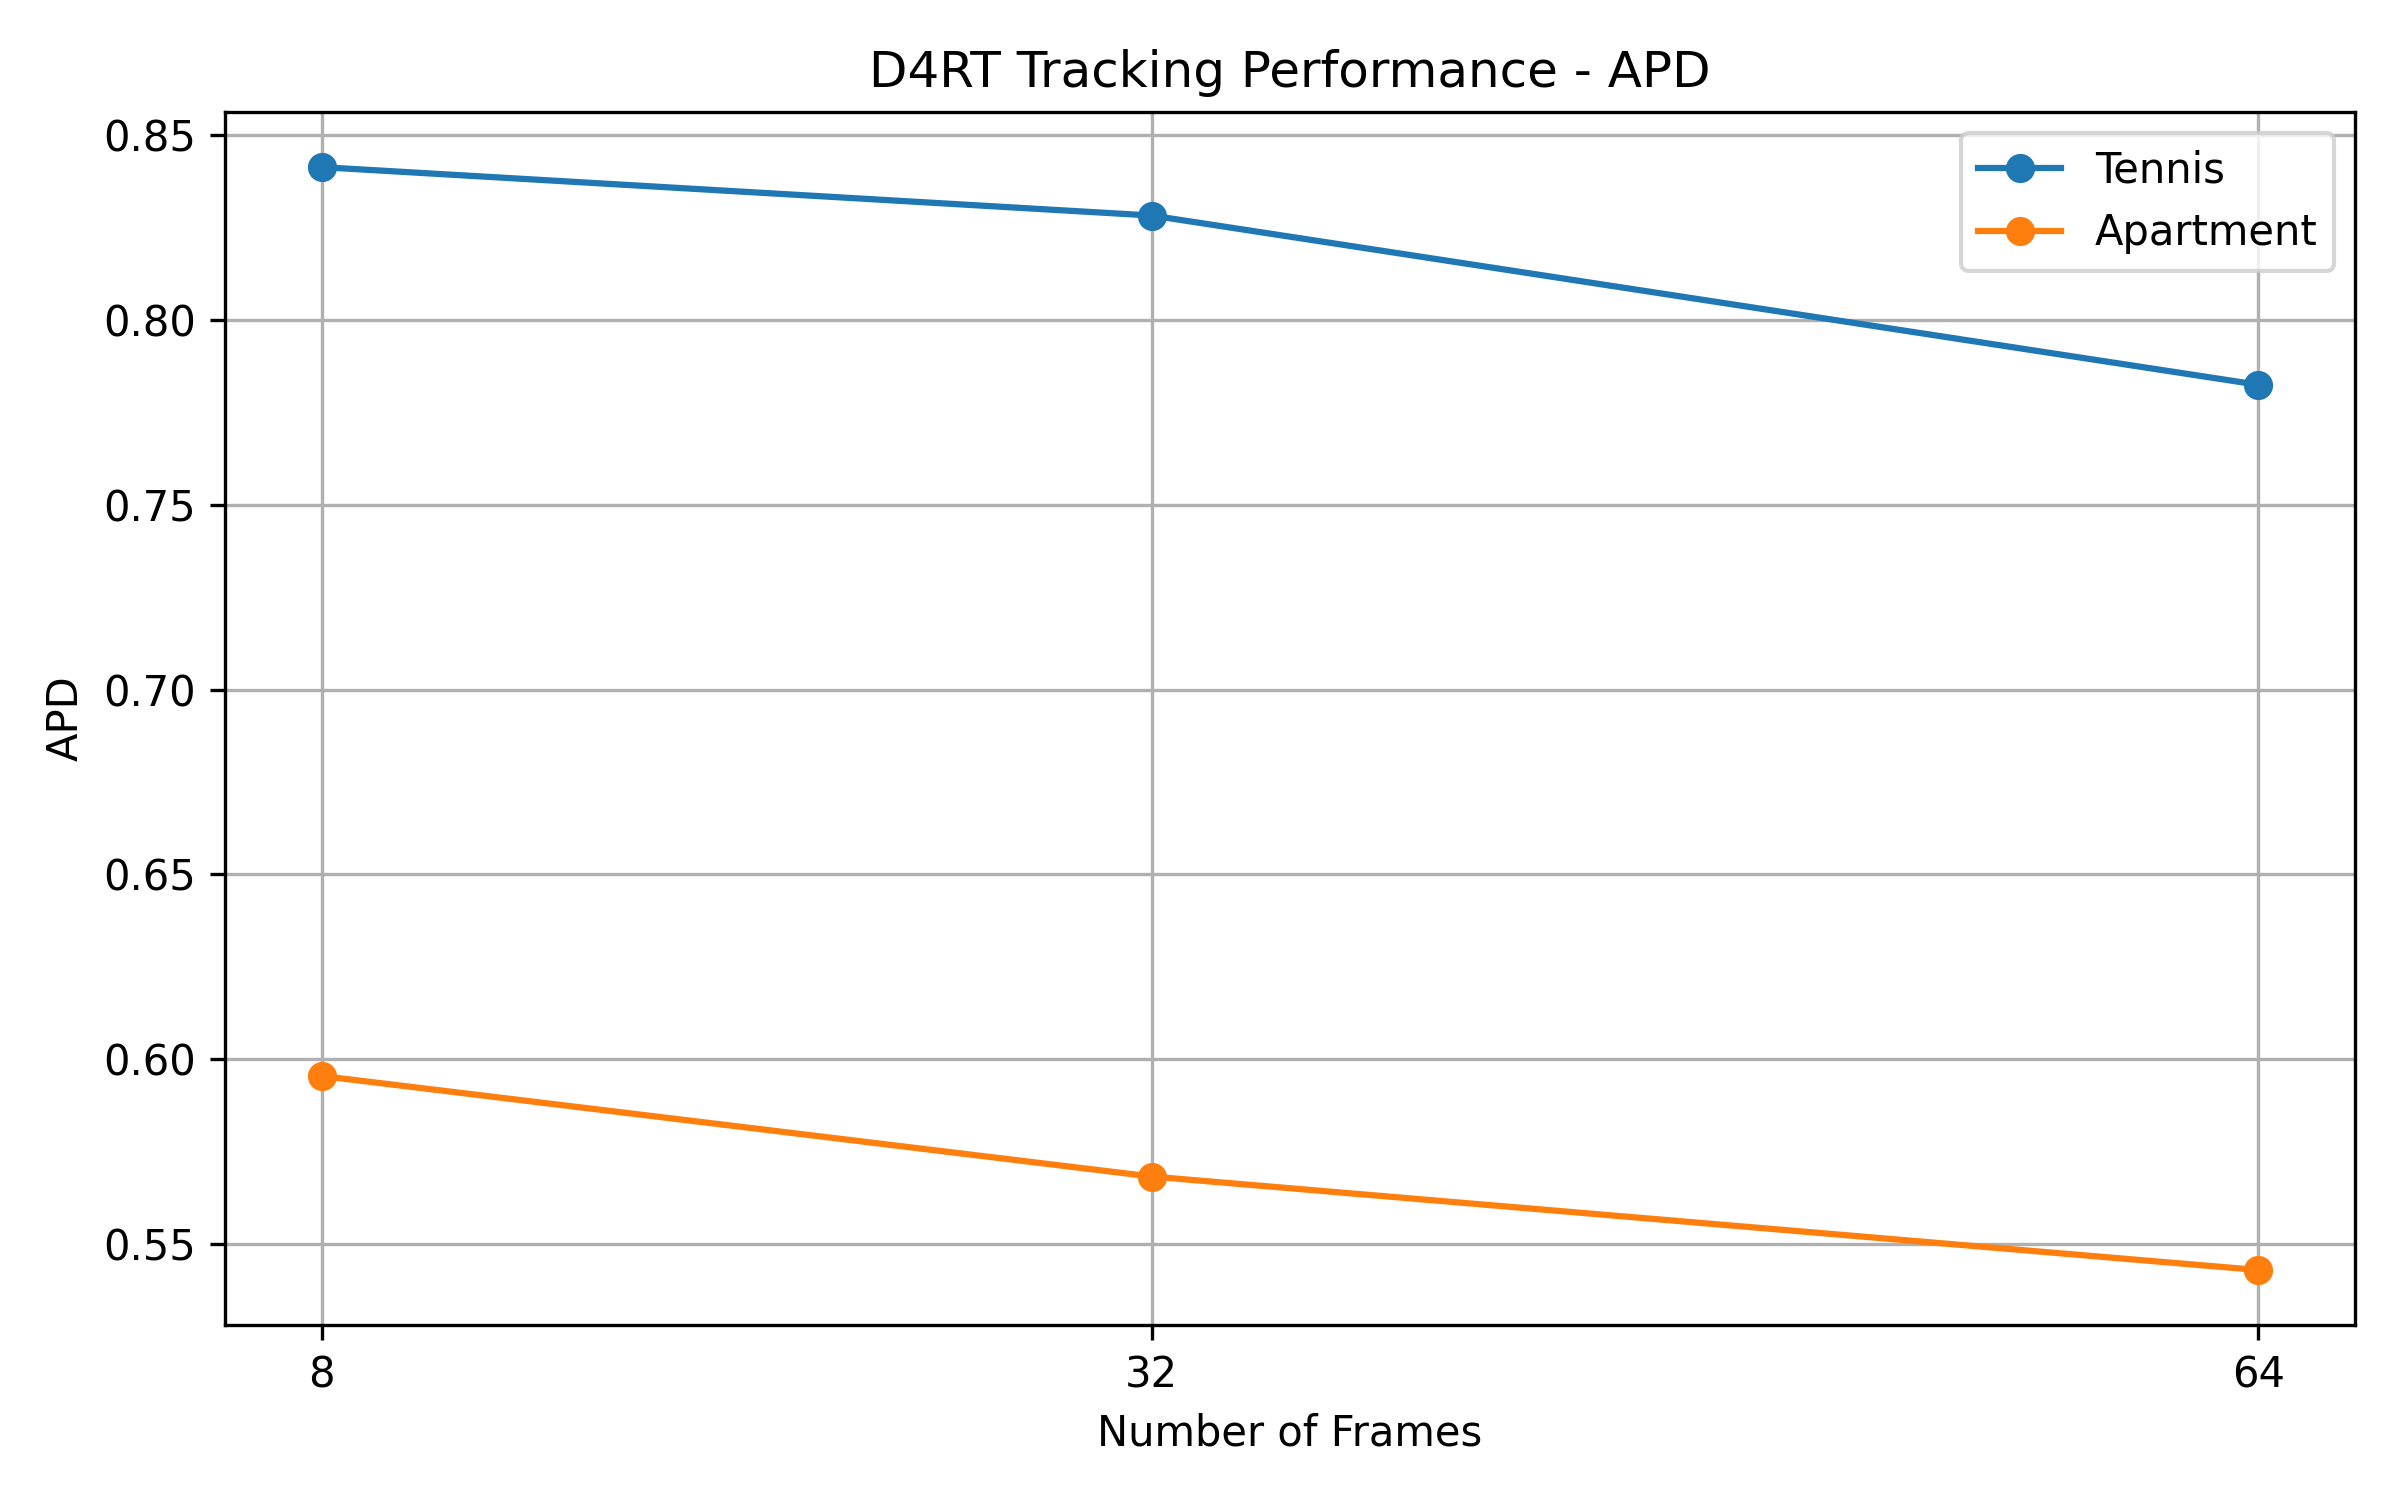 D4RT Tracking Performance - APD
Tennis
Apartment
0.85
0.80
0.75
0.70
0.65
0.60
0.55
APD
8 32 64
Number of Frames